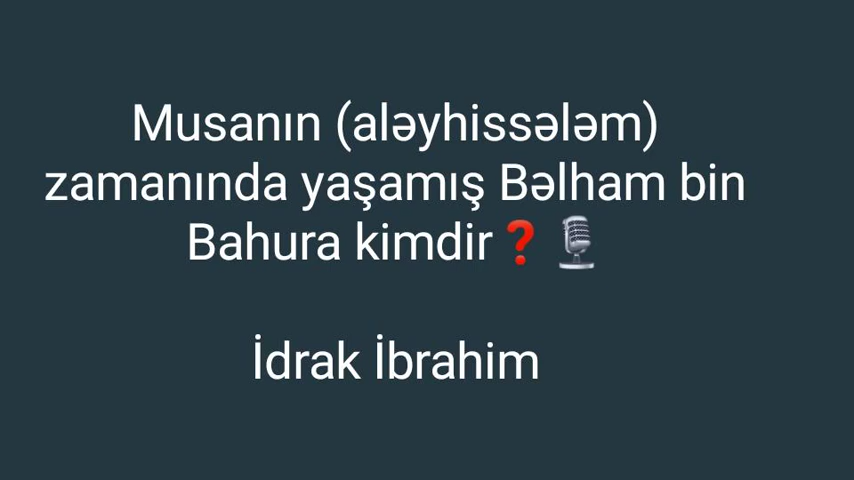 Musanın (aləyhissələm)
zamanında yaşamış Bəlham bin
Bahura kimdir❓🎙️
İdrak İbrahim